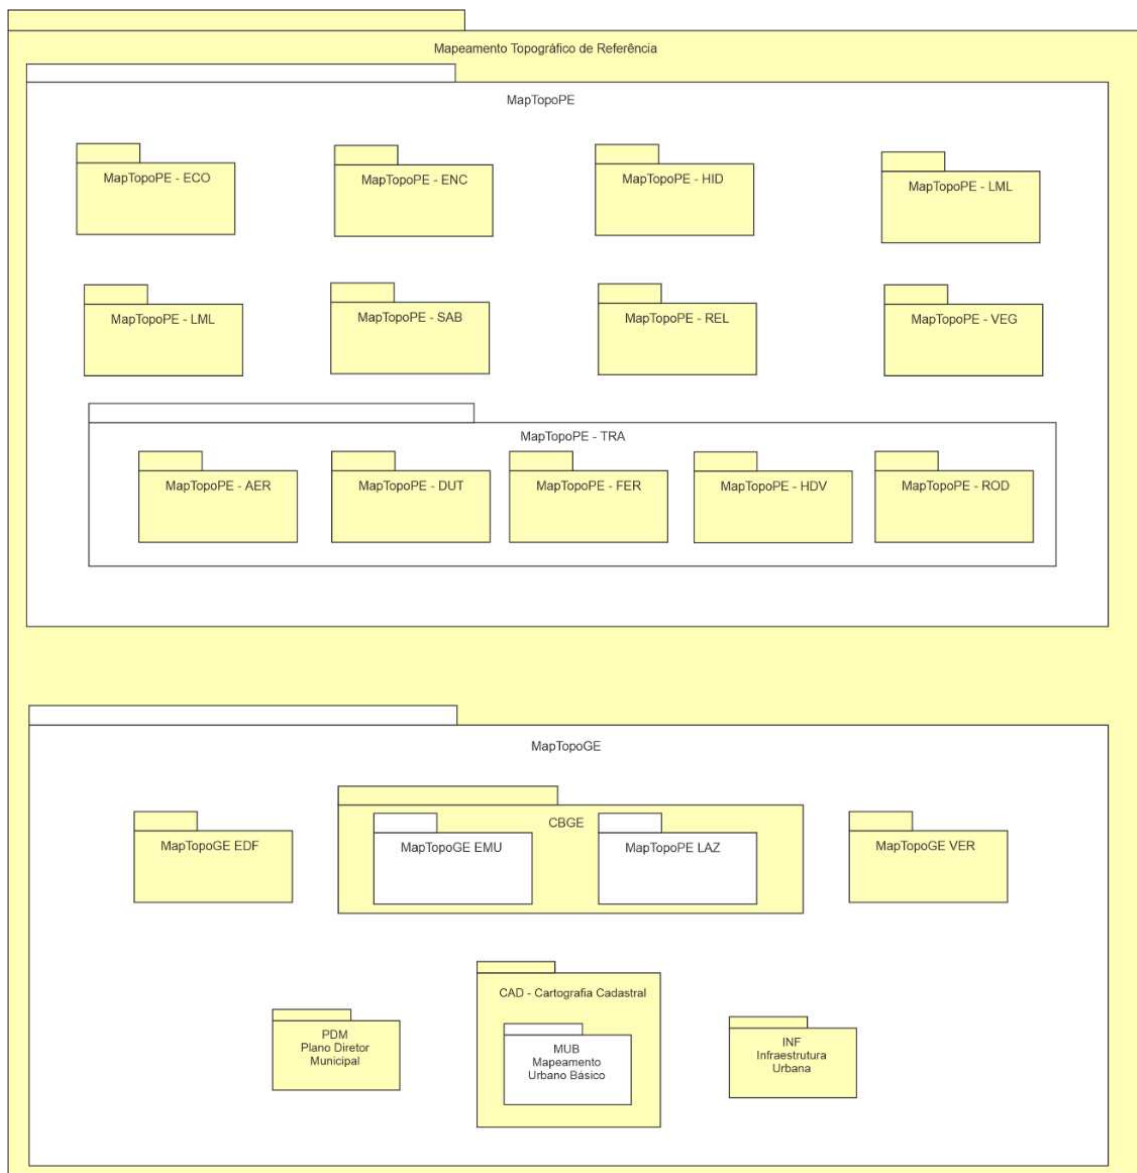 Mapeamento Topográfico de Referência
MapTopoPE
MapTopoPE - ECO
MapTopoPE - ENC
MapTopoPE - HID
MapTopoPE - LML
MapTopoPE - LML
MapTopoPE - SAB
MapTopoPE - REL
MapTopoPE - VEG
MapTopoPE - TRA
MapTopoPE - AER
MapTopoPE - DUT
MapTopoPE - FER
MapTopoPE - HDV
MapTopoPE - ROD
MapTopoGE
CBGE
MapTopoGE EDF
MapTopoGE EMU
MapTopoPE LAZ
MapTopoGE VER
CAD - Cartografia Cadastral
PDM
Plano Diretor
Municipal
MUB
Mapeamento
Urbano Básico
INF
Infraestrutura
Urbana